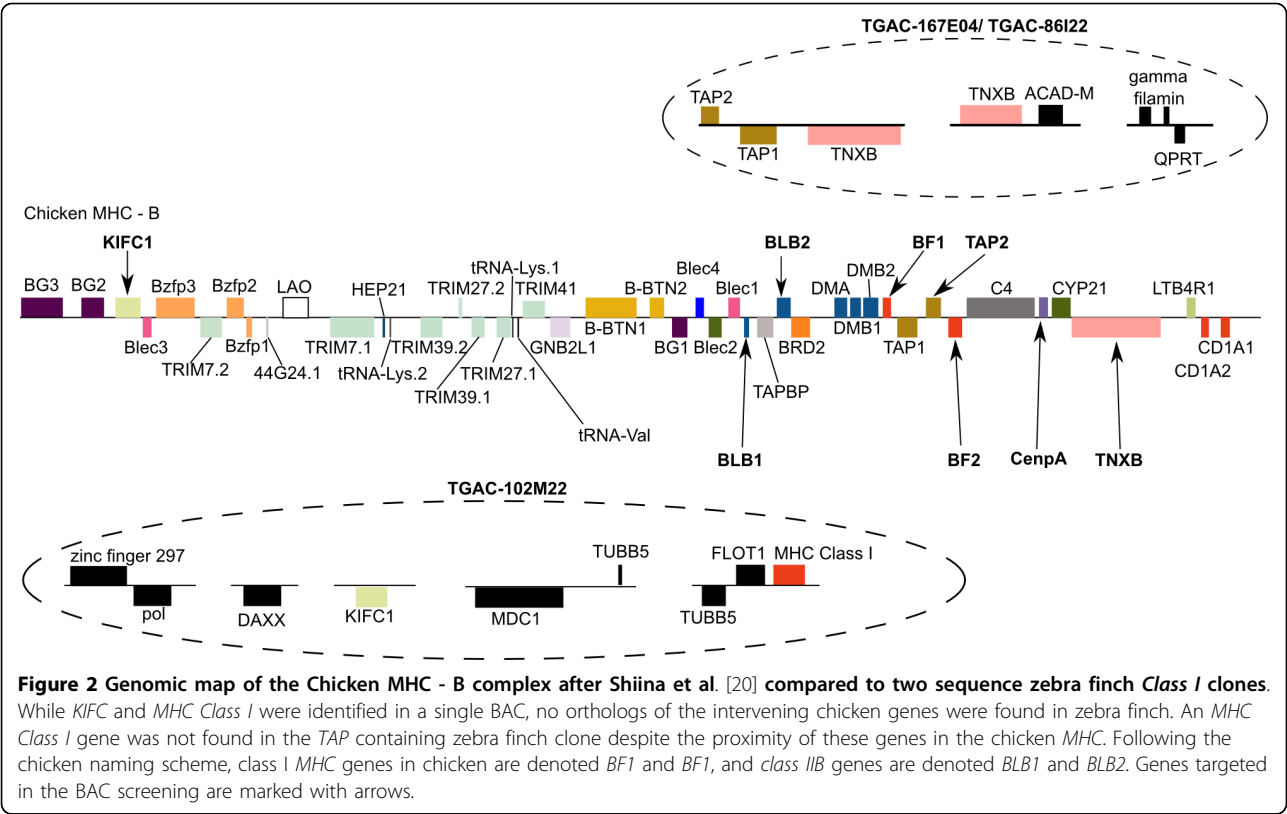 TGAC-167E04/ TGAC-86I22
gamma
filamin
TAP2
TNXB ACAD-M
TAP1
TNXB
QPRT
Chicken MHC - B
KIFC1
BLB2
BF1
TAP2
tRNA-Lys.1
Blec4
DMB2
BG3
BG2
Bzfp3
Bzfp2
LAO
HEP21
TRIM27.2
TRIM41
B-BTN2
Blec1
DMA
C4
CYP21
LTB4R1
Blec3
TRIM7.2
Bzfp1
44G24.1
TRIM7.1
tRNA-Lys.2
TRIM39.2
TRIM39.1
TRIM27.1
GNB2L1
B-BTN1
BG1
Blec2
TAPBP
BRD2
DMB1
TAP1
CD1A1
CD1A2
tRNA-Val
BLB1
BF2
CenpA
TNXB
TGAC-102M22
zinc finger 297
TUBB5
FLOT1
MHC Class I
pol
DAXX
KIFC1
MDC1
TUBB5
Figure 2 Genomic map of the Chicken MHC - B complex after Shiina et al. [20] compared to two sequence zebra finch Class I clones.
While KIFC and MHC Class I were identified in a single BAC, no orthologs of the intervening chicken genes were found in zebra finch. An MHC
Class I gene was not found in the TAP containing zebra finch clone despite the proximity of these genes in the chicken MHC. Following the
chicken naming scheme, class I MHC genes in chicken are denoted BF1 and BF1, and class IIB genes are denoted BLB1 and BLB2. Genes targeted
in the BAC screening are marked with arrows.